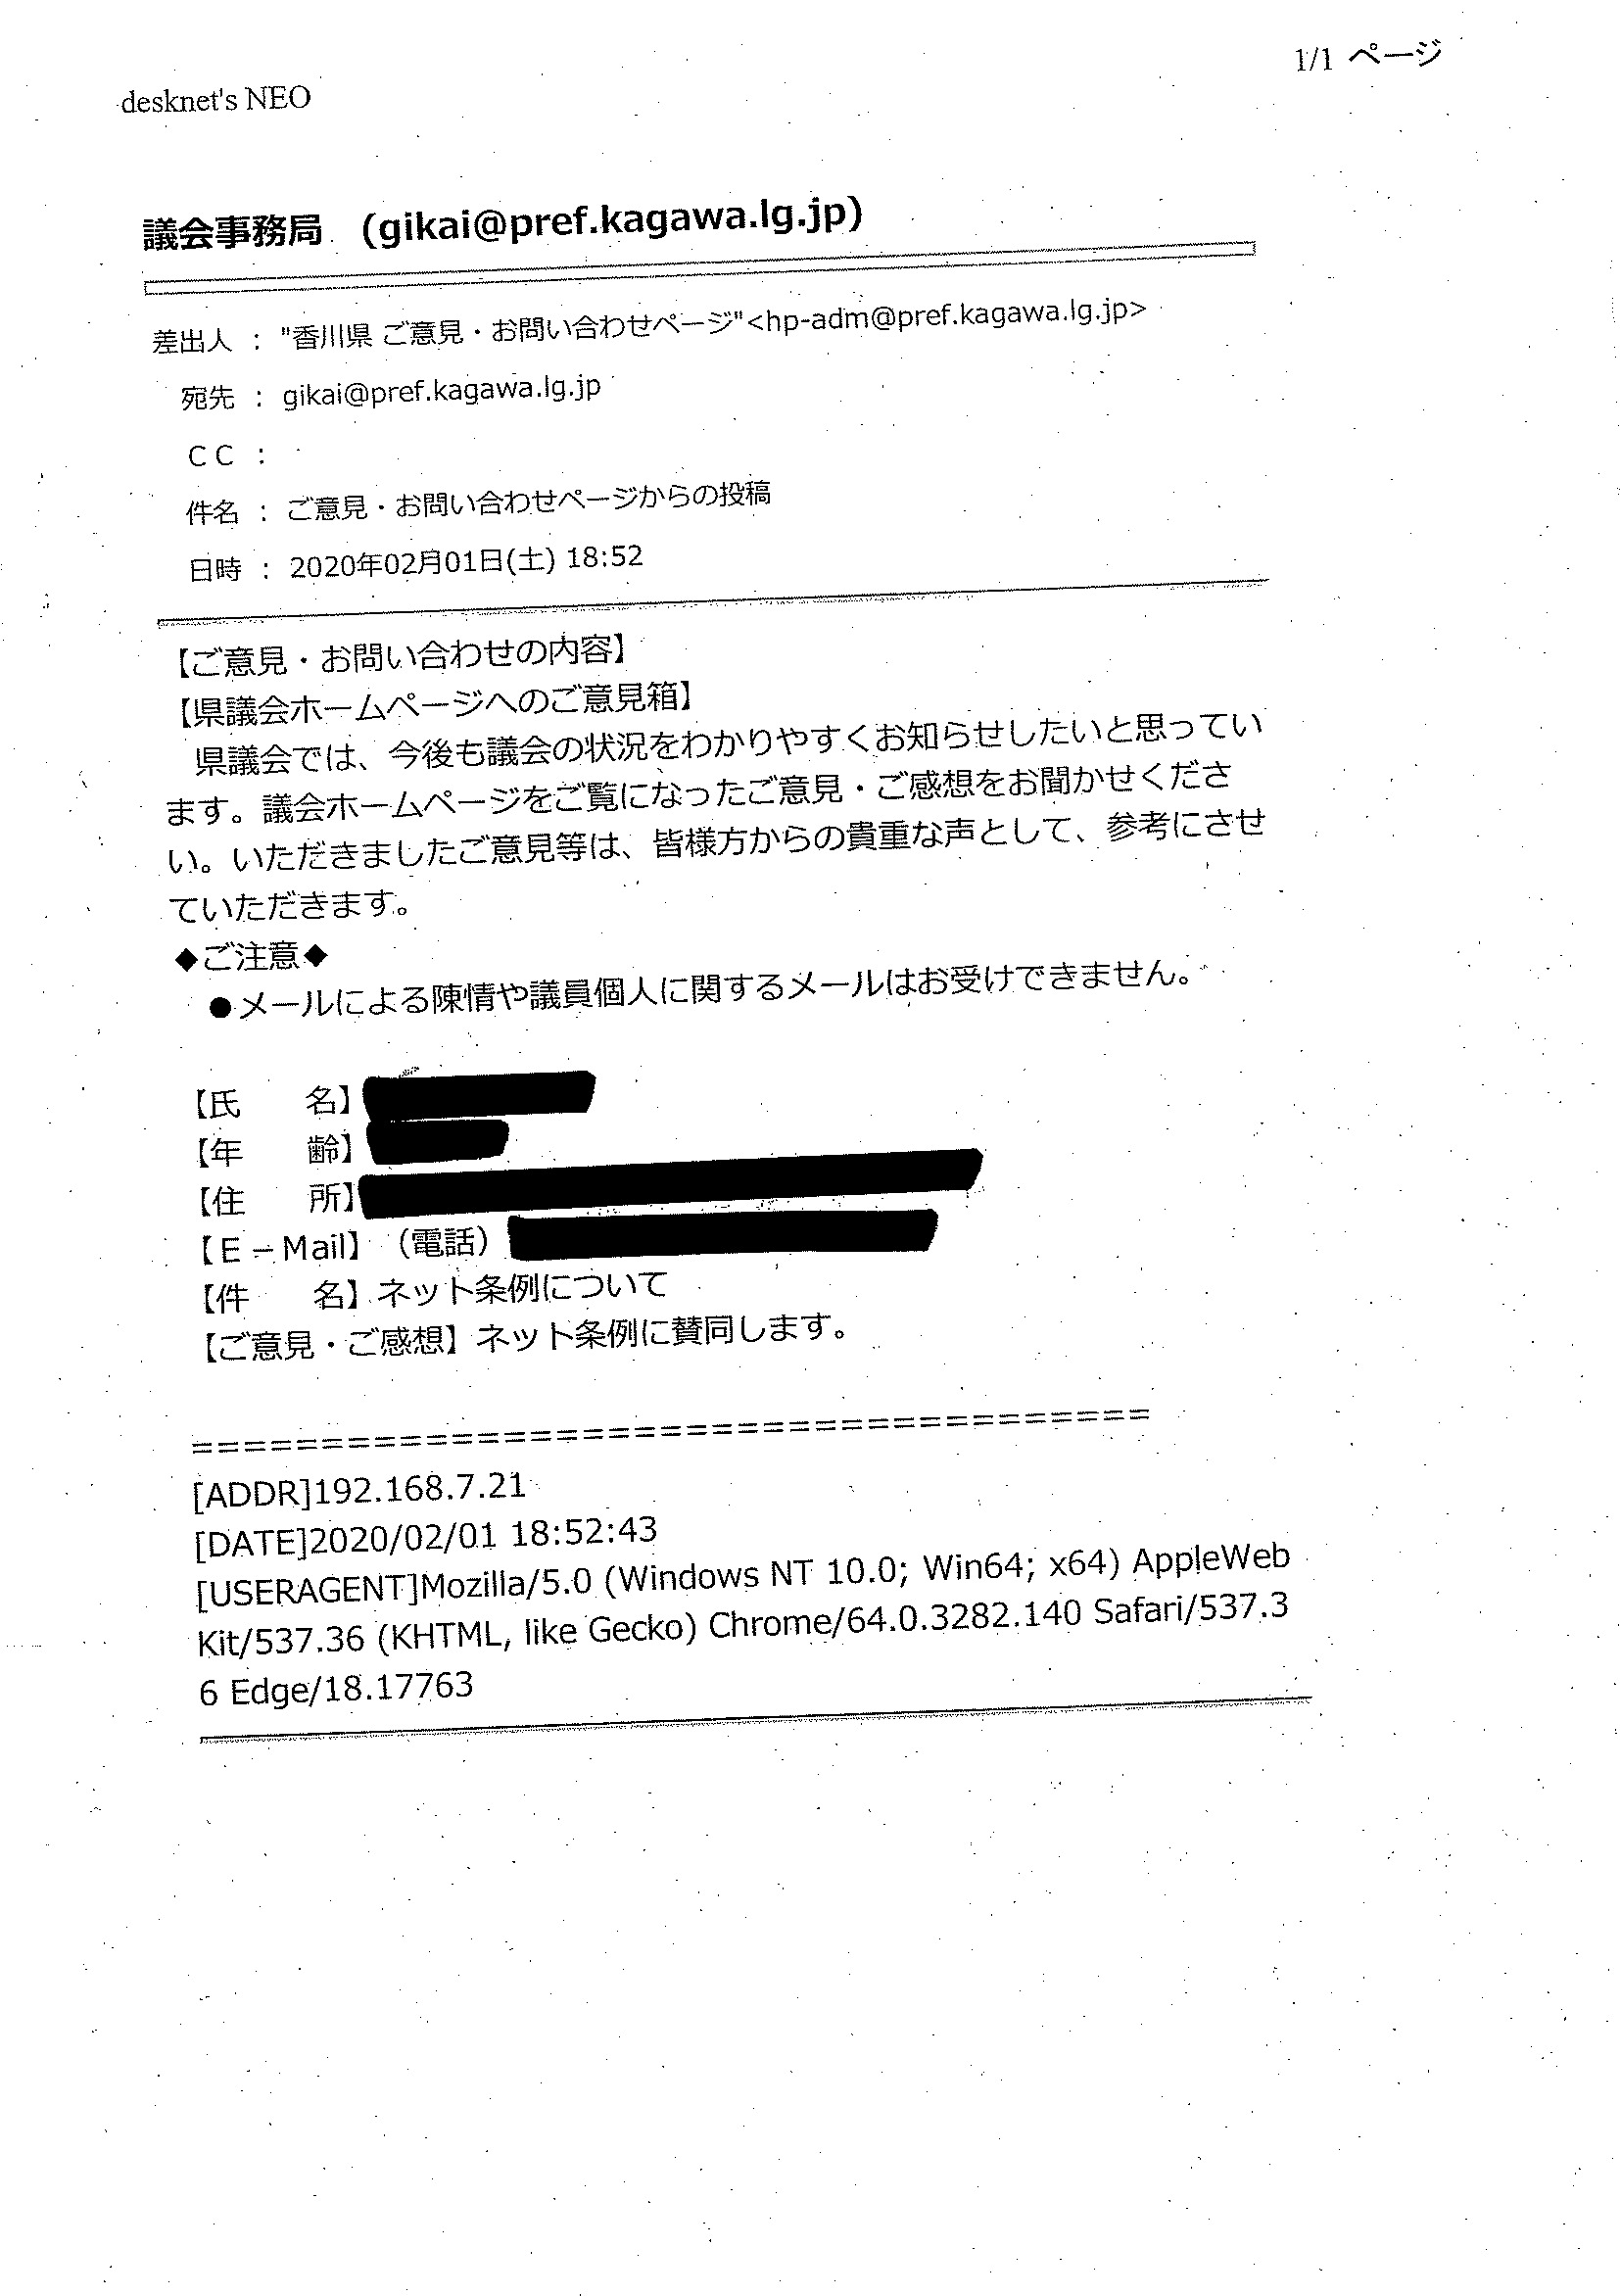 1/1 ページ
desknet's NEO
議会事務局 (gikai@pref.kagawa.lg.jp)
差出人 : "香川県 ご意見・お問い合わせページ"<hp-adm@pref.kagawa.lg.jp>
宛先 : gikai@pref.kagawa.lg.jp
CC :
件名 : ご意見・お問い合わせページからの投稿
日時 : 2020年02月01日(土) 18:52
【ご意見・お問い合わせの内容】
【県議会ホームページへのご意見箱】
県議会では、今後も議会の状況をわかりやすくお知らせしたいと思ってい
ます。議会ホームページをご覧になったご意見・ご感想をお聞かせくださ
い。いただきましたご意見等は、皆様方からの貴重な声として、参考にさせ
ていただきます。
◆ご注意◆
●メールによる陳情や議員個人に関するメールはお受けできません。
【氏　　名】
【年　　齢】
【住　　所】
【E－Mail】（電話）
【件　　名】ネット条例について
【ご意見・ご感想】ネット条例に賛同します。
=====================================
[ADDR]192.168.7.21
[DATE]2020/02/01 18:52:43
[USERAGENT]Mozilla/5.0 (Windows NT 10.0; Win64; x64) AppleWeb
Kit/537.36 (KHTML, like Gecko) Chrome/64.0.3282.140 Safari/537.3
6 Edge/18.17763